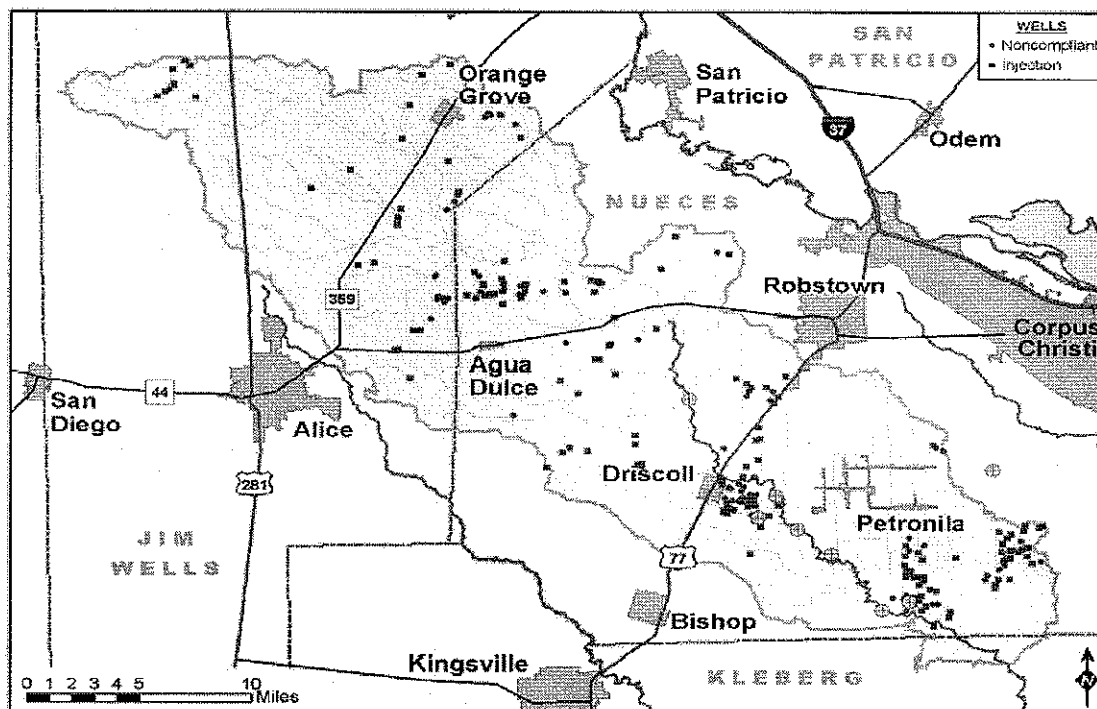 WELLS
Noncompliant
Injection
SAN
PATRICIO
Orange
Grove
San
Patricio
37
Odem
NUECES
Robstown
359
Corpus
Christi
Agua
Dulce
44
San
Diego
Alice
Driscoll
281
Petronila
JIM
WELLS
77
Bishop
Kingsville
KLEBERG
0 1 2 3 4 5 10
Miles
N